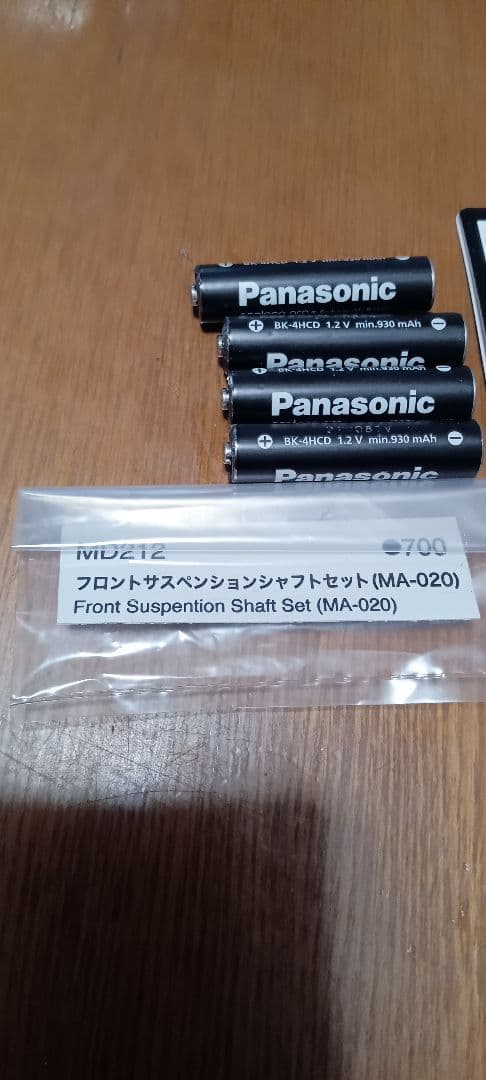 Panasonic
BK-4HCD 1.2 V min.930 mAh
Panasonic
Panasonic
BK-4HCD 1.2 V min.930 mAh
Panasonic
MD212 ●700
フロントサスペンションシャフトセット(MA-020)
Front Suspention Shaft Set (MA-020)